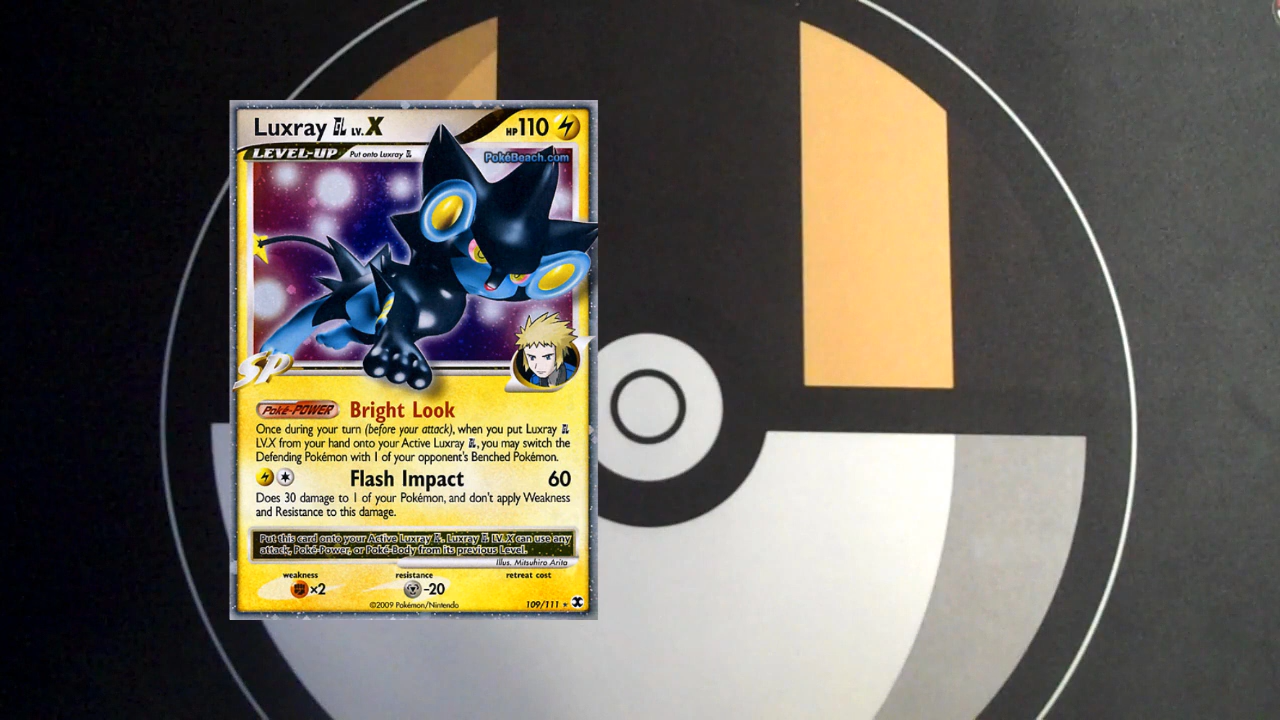 Luxray GL LV.X HP 110
LEVEL-UP Put onto Luxray GL
PokéBeach.com
SP
Poké-POWER Bright Look
Once during your turn (before your attack), when you put Luxray GL
LV.X from your hand onto your Active Luxray GL, you may switch the
Defending Pokémon with 1 of your opponent's Benched Pokémon.
Flash Impact 60
Does 30 damage to 1 of your Pokémon, and don't apply Weakness
and Resistance to this damage.
Put this card onto your Active Luxray GL. Luxray GL LV.X can use any
attack, Poké-Power, or Poké-Body from its previous Level.
Illus. Mitsuhiro Arita
weakness resistance retreat cost
×2 -20
©2009 Pokémon/Nintendo 109/111